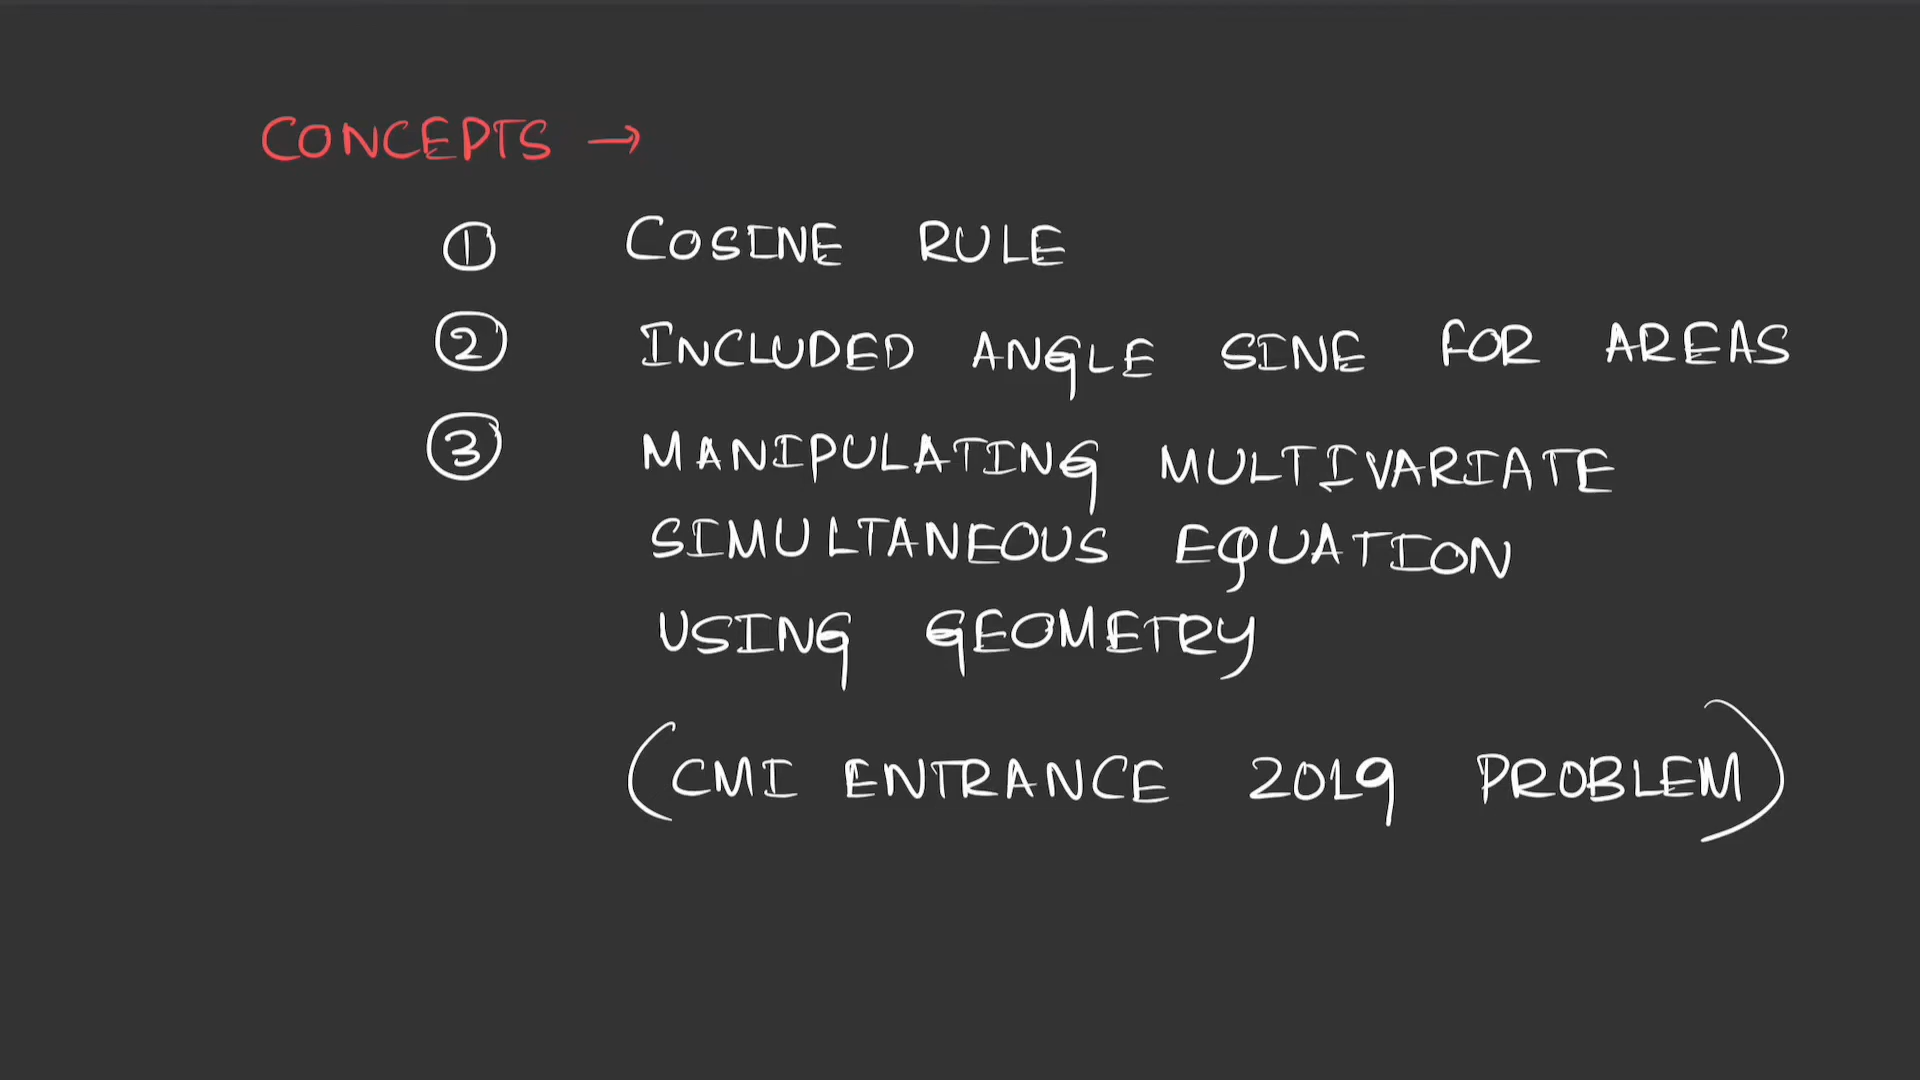 CONCEPTS →
① COSINE RULE
② INCLUDED ANGLE SINE FOR AREAS
③ MANIPULATING MULTIVARIATE
SIMULTANEOUS EQUATION
USING GEOMETRY
(CMI ENTRANCE 2019 PROBLEM)